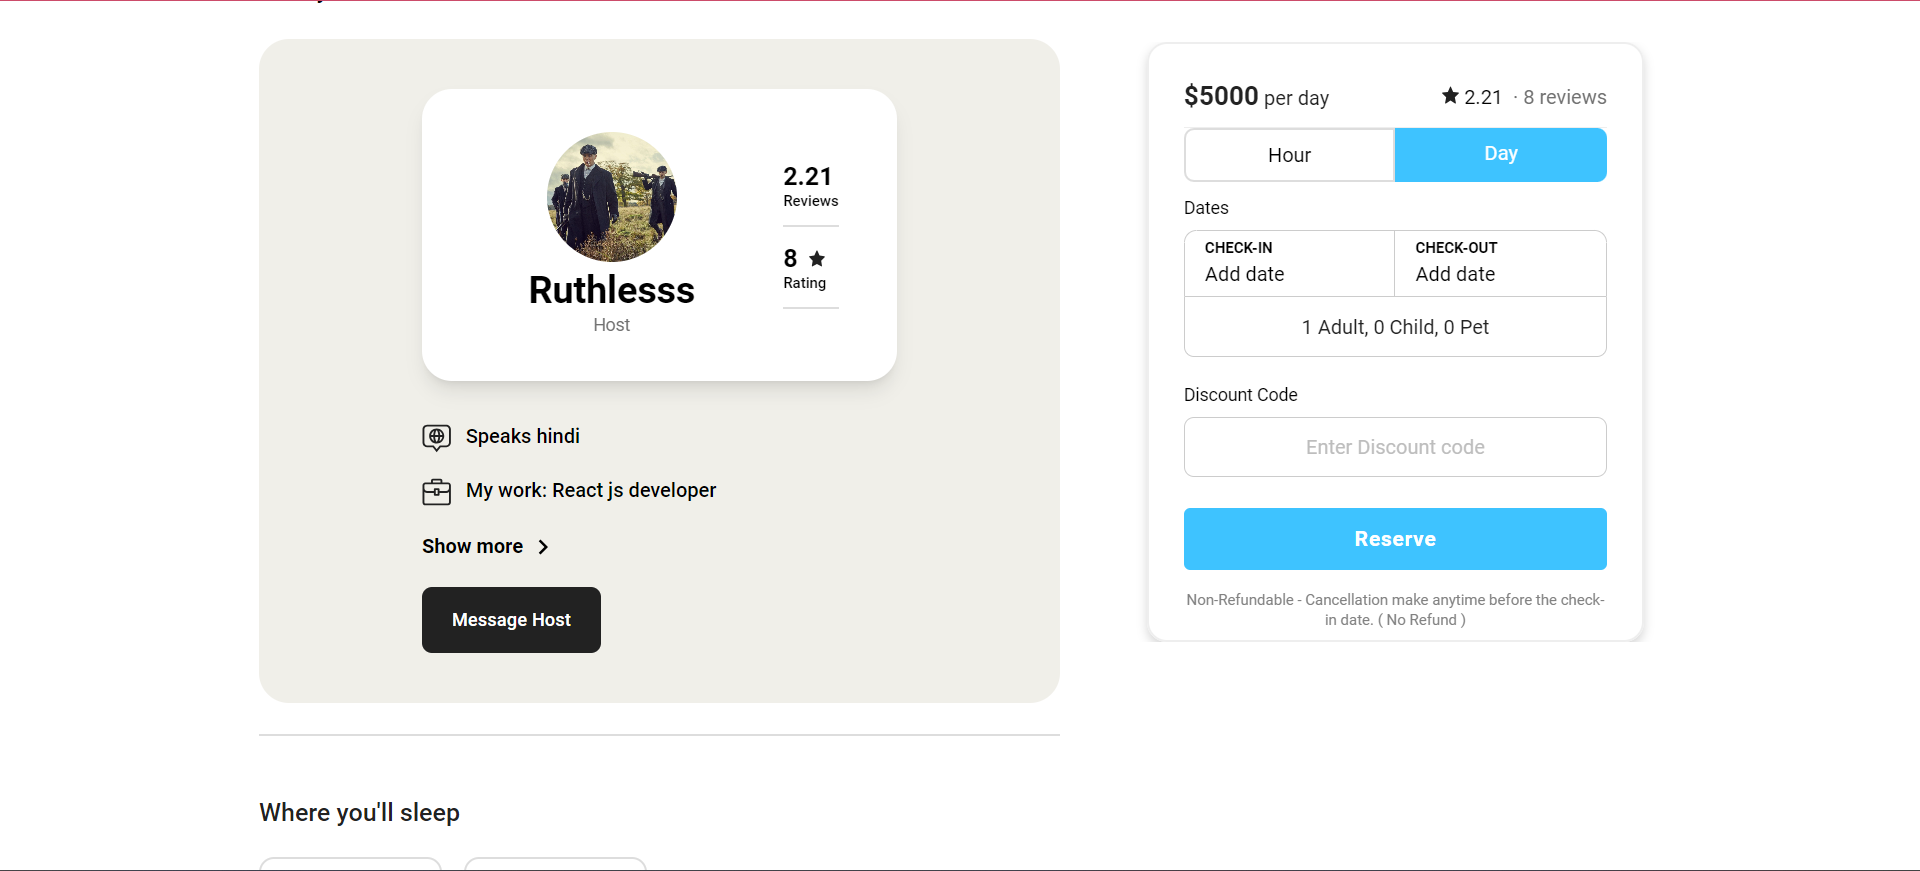 2.21
Reviews
8
Rating
Ruthlesss
Host
Speaks hindi
My work: React js developer
Show more
Message Host
Where you'll sleep
$5000 per day
2.21 · 8 reviews
Hour
Day
Dates
CHECK-IN
Add date
CHECK-OUT
Add date
1 Adult, 0 Child, 0 Pet
Discount Code
Enter Discount code
Reserve
Non-Refundable - Cancellation make anytime before the check-
in date. ( No Refund )